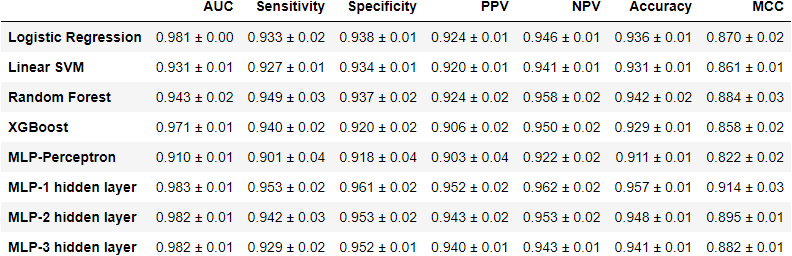 AUC Sensitivity Specificity PPV NPV Accuracy MCC
Logistic Regression 0.981 ± 0.00 0.933 ± 0.02 0.938 ± 0.01 0.924 ± 0.01 0.946 ± 0.01 0.936 ± 0.01 0.870 ± 0.02
Linear SVM 0.931 ± 0.01 0.927 ± 0.01 0.934 ± 0.01 0.920 ± 0.01 0.941 ± 0.01 0.931 ± 0.01 0.861 ± 0.01
Random Forest 0.943 ± 0.02 0.949 ± 0.03 0.937 ± 0.02 0.924 ± 0.02 0.958 ± 0.02 0.942 ± 0.02 0.884 ± 0.03
XGBoost 0.971 ± 0.01 0.940 ± 0.02 0.920 ± 0.02 0.906 ± 0.02 0.950 ± 0.02 0.929 ± 0.01 0.858 ± 0.02
MLP-Perceptron 0.910 ± 0.01 0.901 ± 0.04 0.918 ± 0.04 0.903 ± 0.04 0.922 ± 0.02 0.911 ± 0.01 0.822 ± 0.02
MLP-1 hidden layer 0.983 ± 0.01 0.953 ± 0.02 0.961 ± 0.02 0.952 ± 0.02 0.962 ± 0.02 0.957 ± 0.01 0.914 ± 0.03
MLP-2 hidden layer 0.982 ± 0.01 0.942 ± 0.03 0.953 ± 0.02 0.943 ± 0.02 0.953 ± 0.02 0.948 ± 0.01 0.895 ± 0.01
MLP-3 hidden layer 0.982 ± 0.01 0.929 ± 0.02 0.952 ± 0.01 0.940 ± 0.01 0.943 ± 0.01 0.941 ± 0.01 0.882 ± 0.01